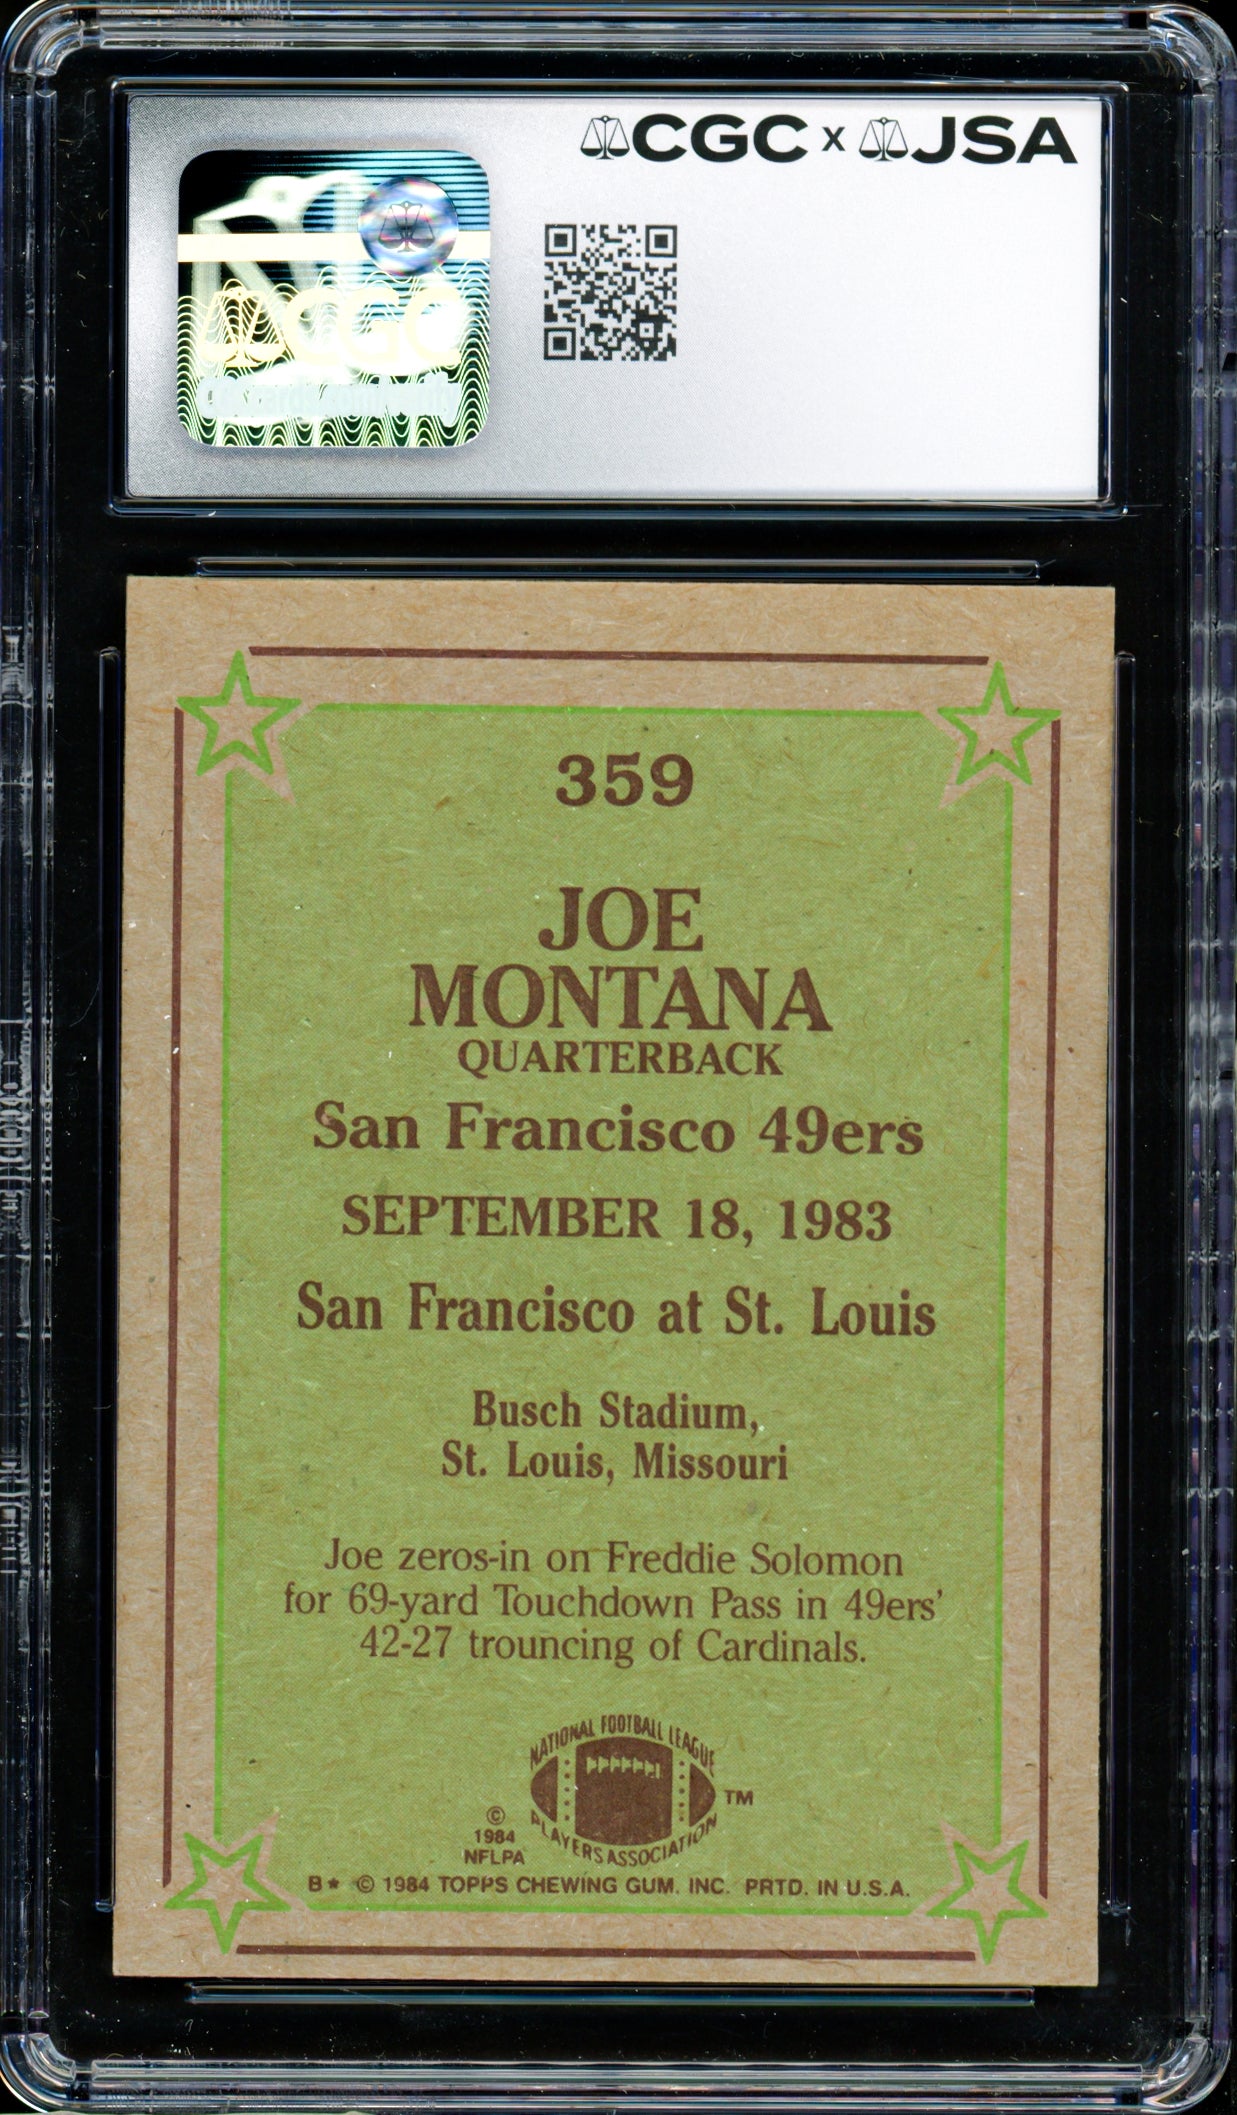 CGC x JSA
CGC
359
JOE
MONTANA
QUARTERBACK
San Francisco 49ers
SEPTEMBER 18, 1983
San Francisco at St. Louis
Busch Stadium,
St. Louis, Missouri
Joe zeros-in on Freddie Solomon
for 69-yard Touchdown Pass in 49ers'
42-27 trouncing of Cardinals.
NATIONAL FOOTBALL LEAGUE
PLAYERS ASSOCIATION
TM
©
1984
NFLPA
B* © 1984 TOPPS CHEWING GUM, INC. PRTD. IN U.S.A.